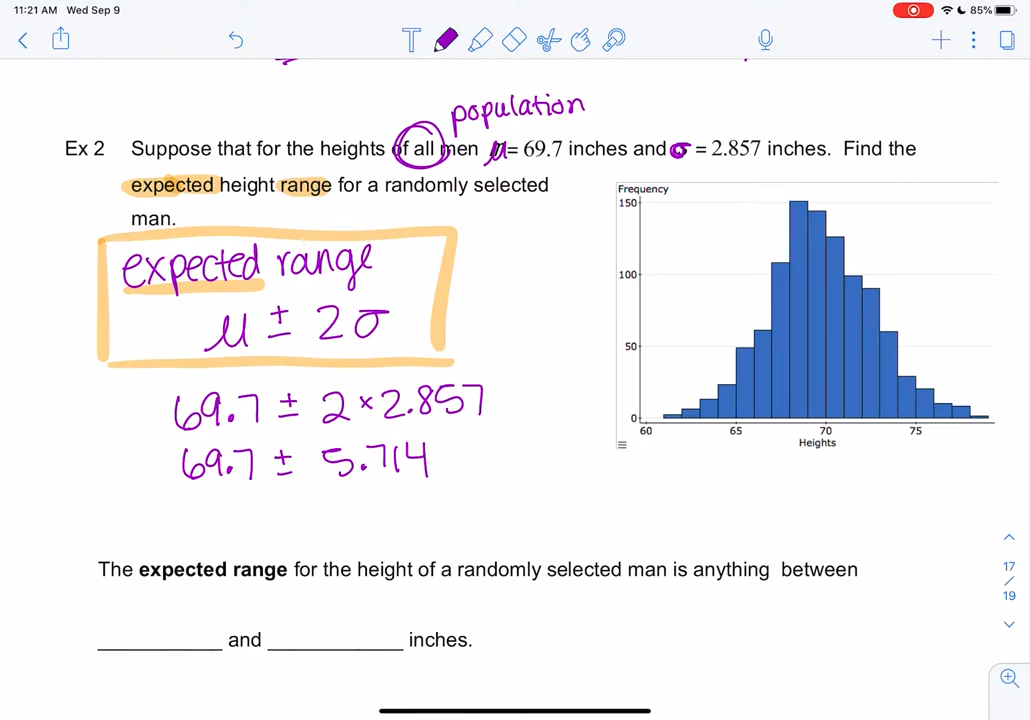 11:21 AM Wed Sep 9
85%
T
population
Ex 2 Suppose that for the heights of all men μ = 69.7 inches and σ = 2.857 inches. Find the
expected height range for a randomly selected
man.
expected range
μ ± 2σ
69.7 ± 2 × 2.857
69.7 ± 5.714
Frequency
150
100
50
0
60 65 70 75
Heights
The expected range for the height of a randomly selected man is anything between
__________ and ___________ inches.
17
/
19